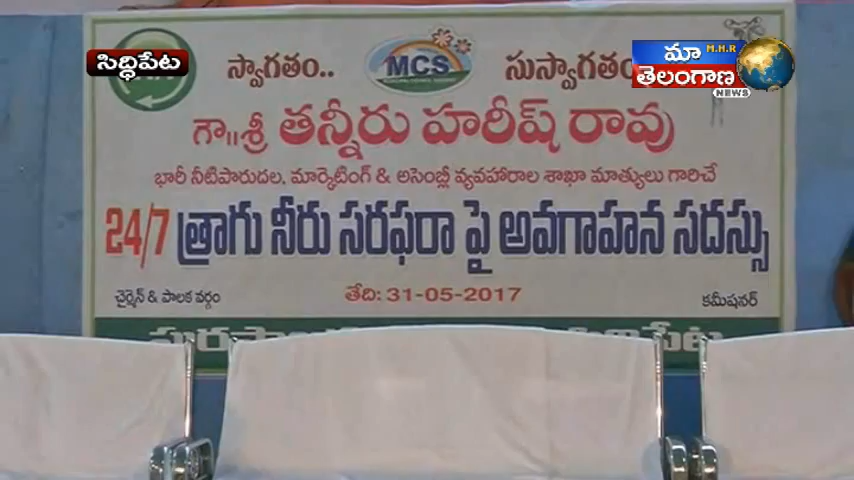 సిద్ధిపేట
స్వాగతం.. MCS సుస్వాగతం
మా M.H.R
తెలంగాణ
NEWS
గౌ॥శ్రీ తన్నీరు హరీష్ రావు
భారీ నీటిపారుదల, మార్కెటింగ్ & అసెంబ్లీ వ్యవహారాల శాఖా మాత్యులు గారిచే
24/7 త్రాగు నీరు సరఫరా పై అవగాహన సదస్సు
చైర్మెన్ & పాలక వర్గం తేది: 31-05-2017 కమీషనర్